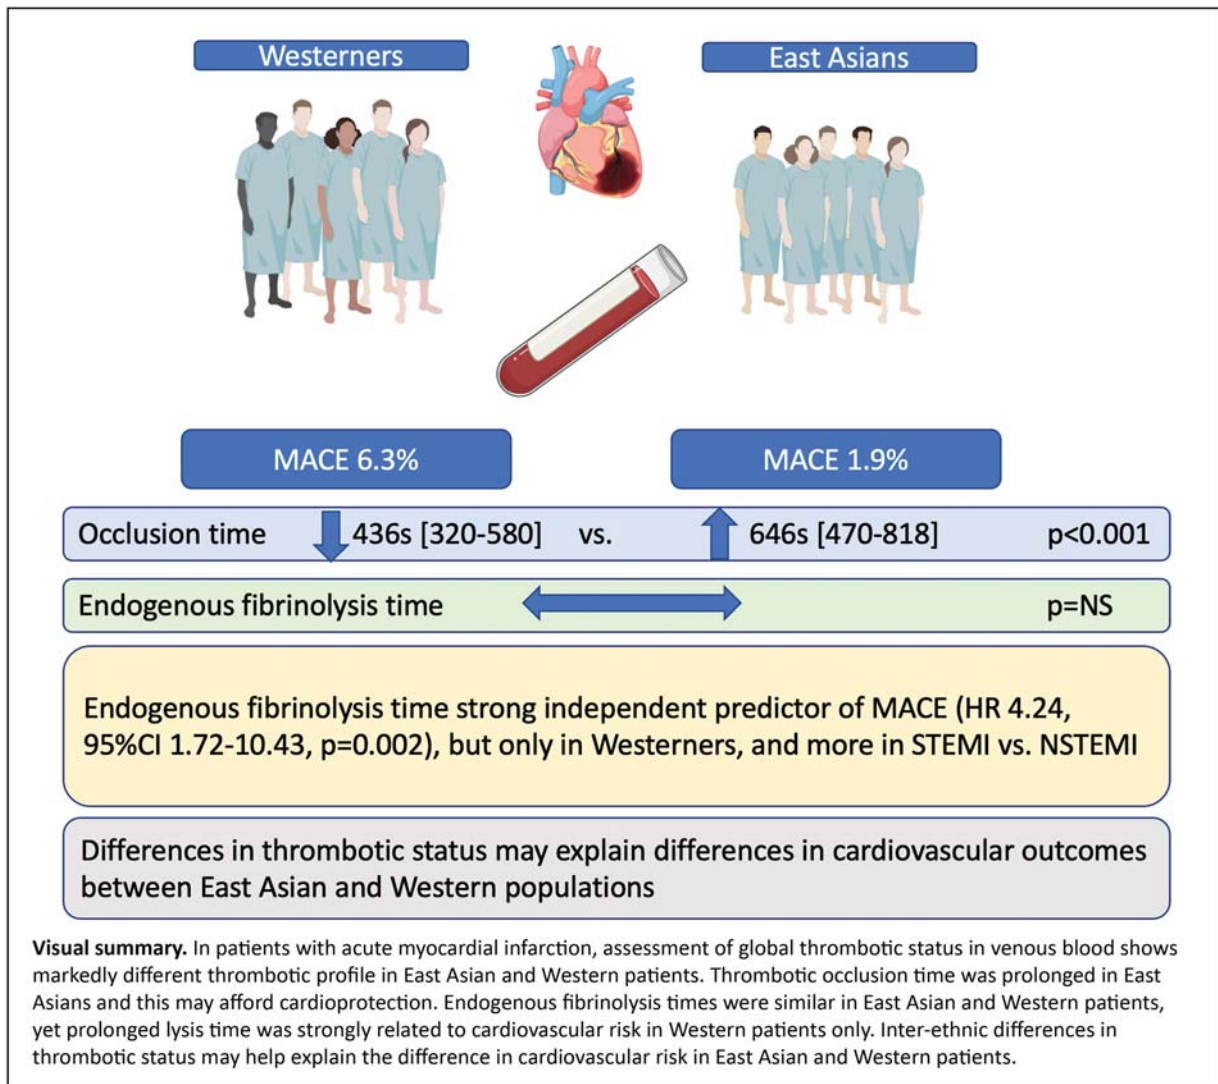 Westerners
East Asians
MACE 6.3%
MACE 1.9%
Occlusion time 436s [320-580] vs. 646s [470-818] p<0.001
Endogenous fibrinolysis time p=NS
Endogenous fibrinolysis time strong independent predictor of MACE (HR 4.24,
95%CI 1.72-10.43, p=0.002), but only in Westerners, and more in STEMI vs. NSTEMI
Differences in thrombotic status may explain differences in cardiovascular outcomes
between East Asian and Western populations
Visual summary. In patients with acute myocardial infarction, assessment of global thrombotic status in venous blood shows
markedly different thrombotic profile in East Asian and Western patients. Thrombotic occlusion time was prolonged in East
Asians and this may afford cardioprotection. Endogenous fibrinolysis times were similar in East Asian and Western patients,
yet prolonged lysis time was strongly related to cardiovascular risk in Western patients only. Inter-ethnic differences in
thrombotic status may help explain the difference in cardiovascular risk in East Asian and Western patients.